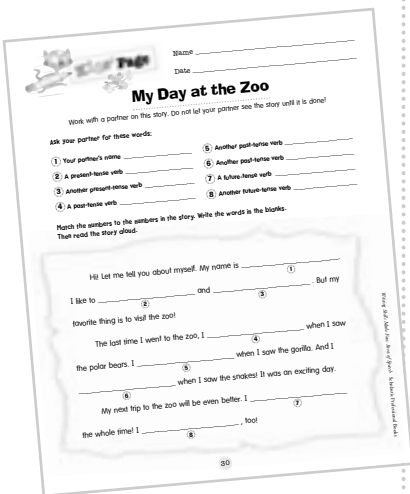 Page
Name
Date
My Day at the Zoo
Work with a partner on this story. Do not let your partner see the story until it is done!
Ask your partner for these words:
1 Your partner's name
2 A present-tense verb
3 Another present-tense verb
4 A past-tense verb
5 Another past-tense verb
6 Another past-tense verb
7 A future-tense verb
8 Another future-tense verb
Match the numbers to the numbers in the story. Write the words in the blanks.
Then read the story aloud.
Hi! Let me tell you about myself. My name is
1
I like to and . But my
2 3
favorite thing is to visit the zoo!
The last time I went to the zoo, I when I saw
4
the polar bears. I when I saw the gorilla. And I
5
when I saw the snakes! It was an exciting day.
6
My next trip to the zoo will be even better. I
7
the whole time! I , too!
8
30
Scholastic Professional Books